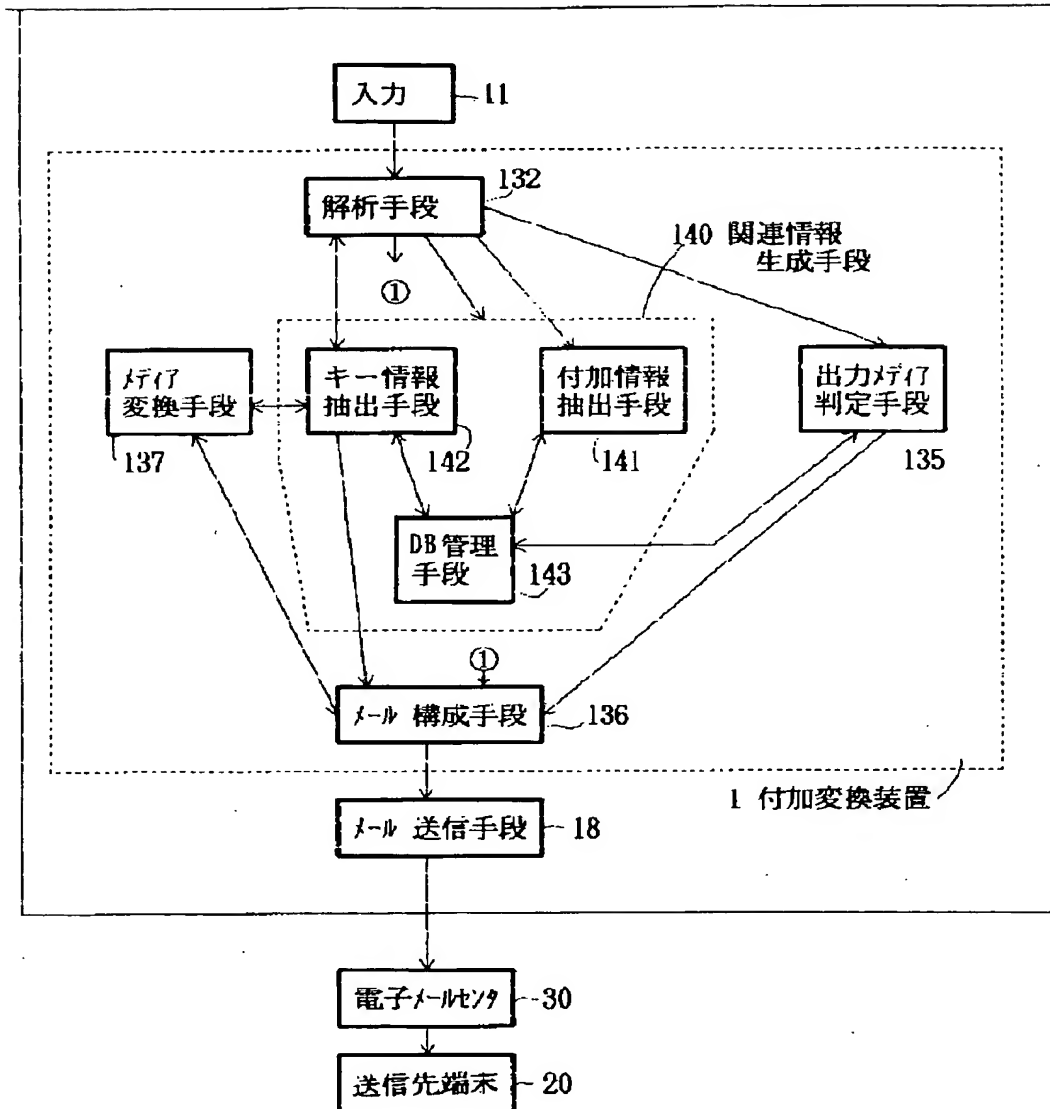 入力
11
解析手段
132
140 関連情報
生成手段
①
メディア
変換手段
137
キー情報
抽出手段
142
付加情報
抽出手段
141
出力メディア
判定手段
135
DB管理
手段
143
①
メール 構成手段
136
1 付加変換装置
メール 送信手段
18
電子メールセンタ
30
送信先端末
20